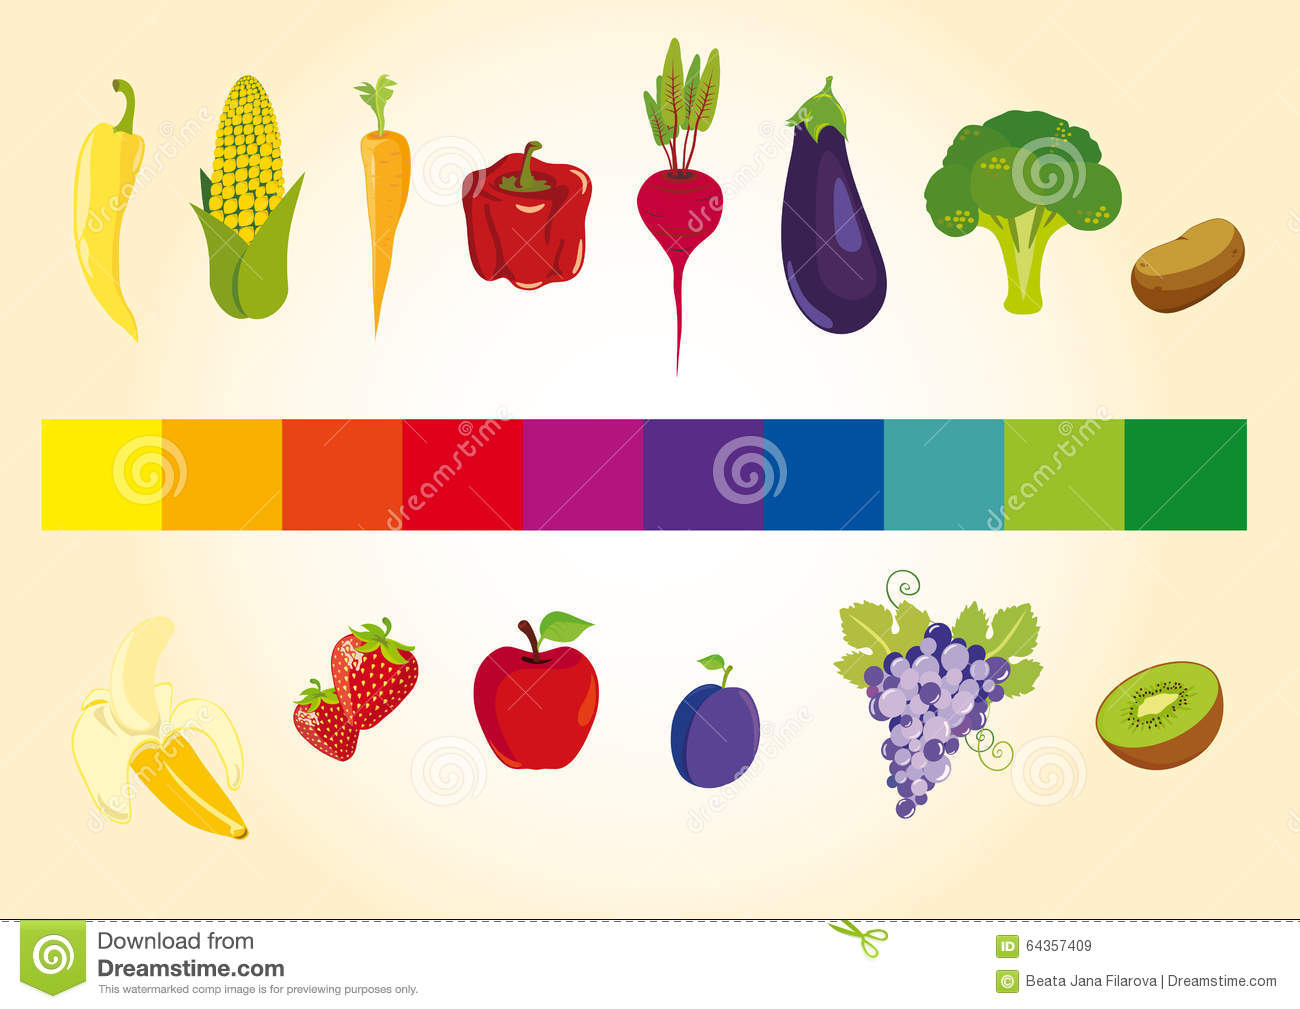 Download from
Dreamstime.com
This watermarked comp image is for previewing purposes only.
ID 64357409
© Beata Jana Filarova | Dreamstime.com